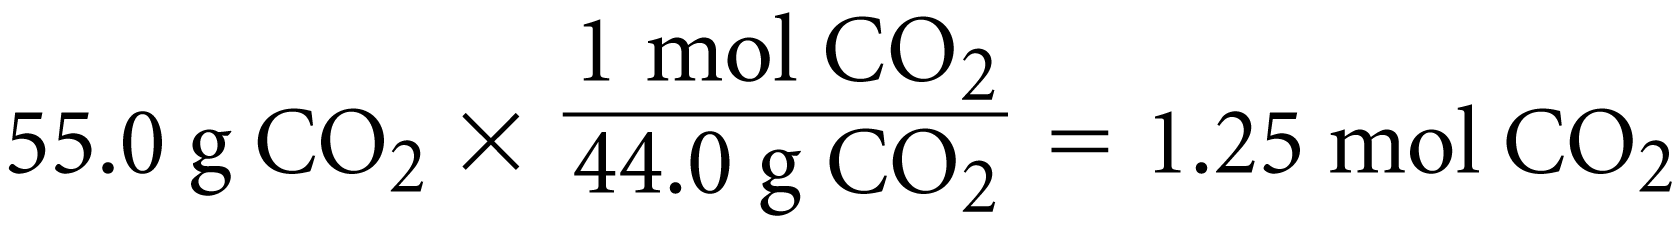 55.0 g CO₂ × 1 mol CO₂ / 44.0 g CO₂ = 1.25 mol CO₂